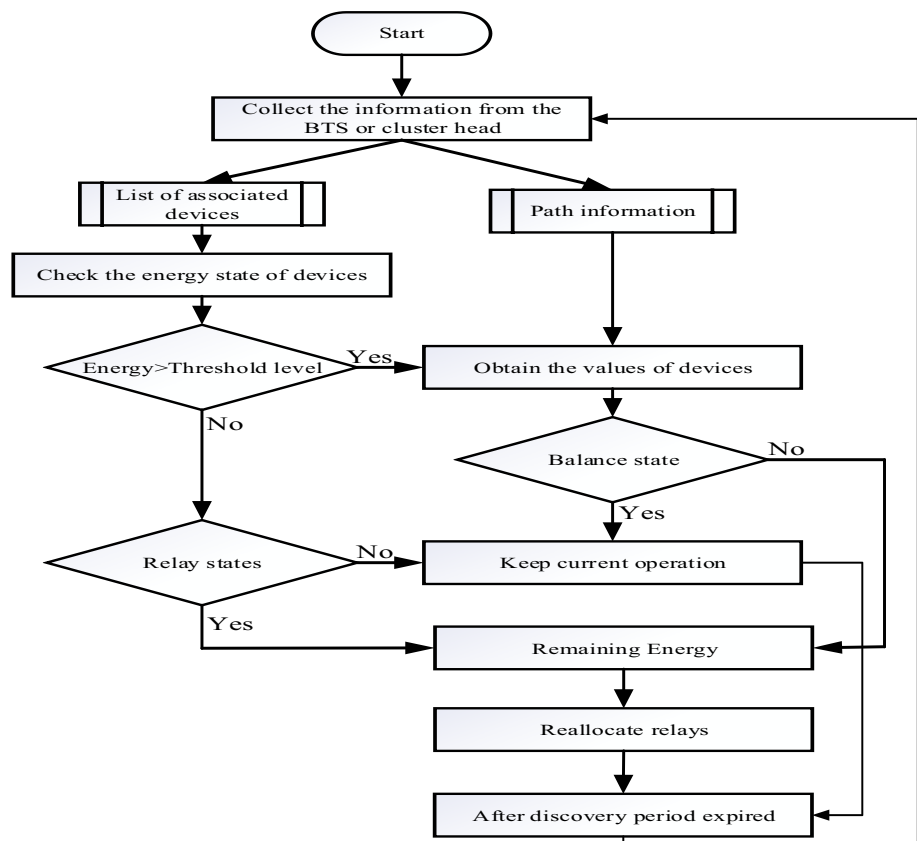 Start
Collect the information from the
BTS or cluster head
List of associated
devices
Path information
Check the energy state of devices
Energy>Threshold level
Yes
Obtain the values of devices
No
Balance state
No
Yes
Relay states
No
Keep current operation
Yes
Remaining Energy
Reallocate relays
After discovery period expired